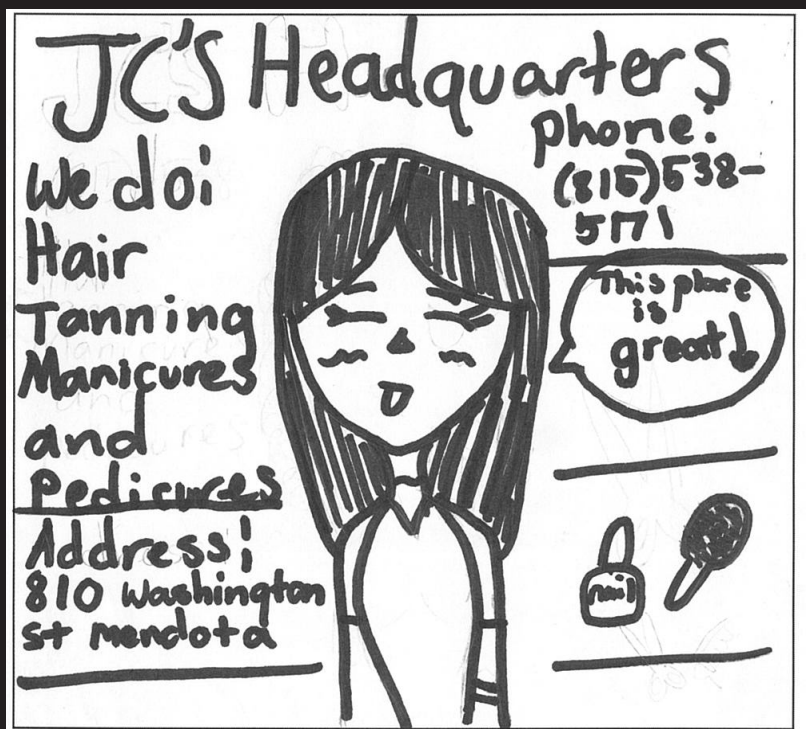 JC'S Headquarters
We do:
Hair
Tanning
Manicures
and
Pedicures
Address:
810 Washington
St Mendota
phone:
(815)538-
5171
This place
is
great!
nail